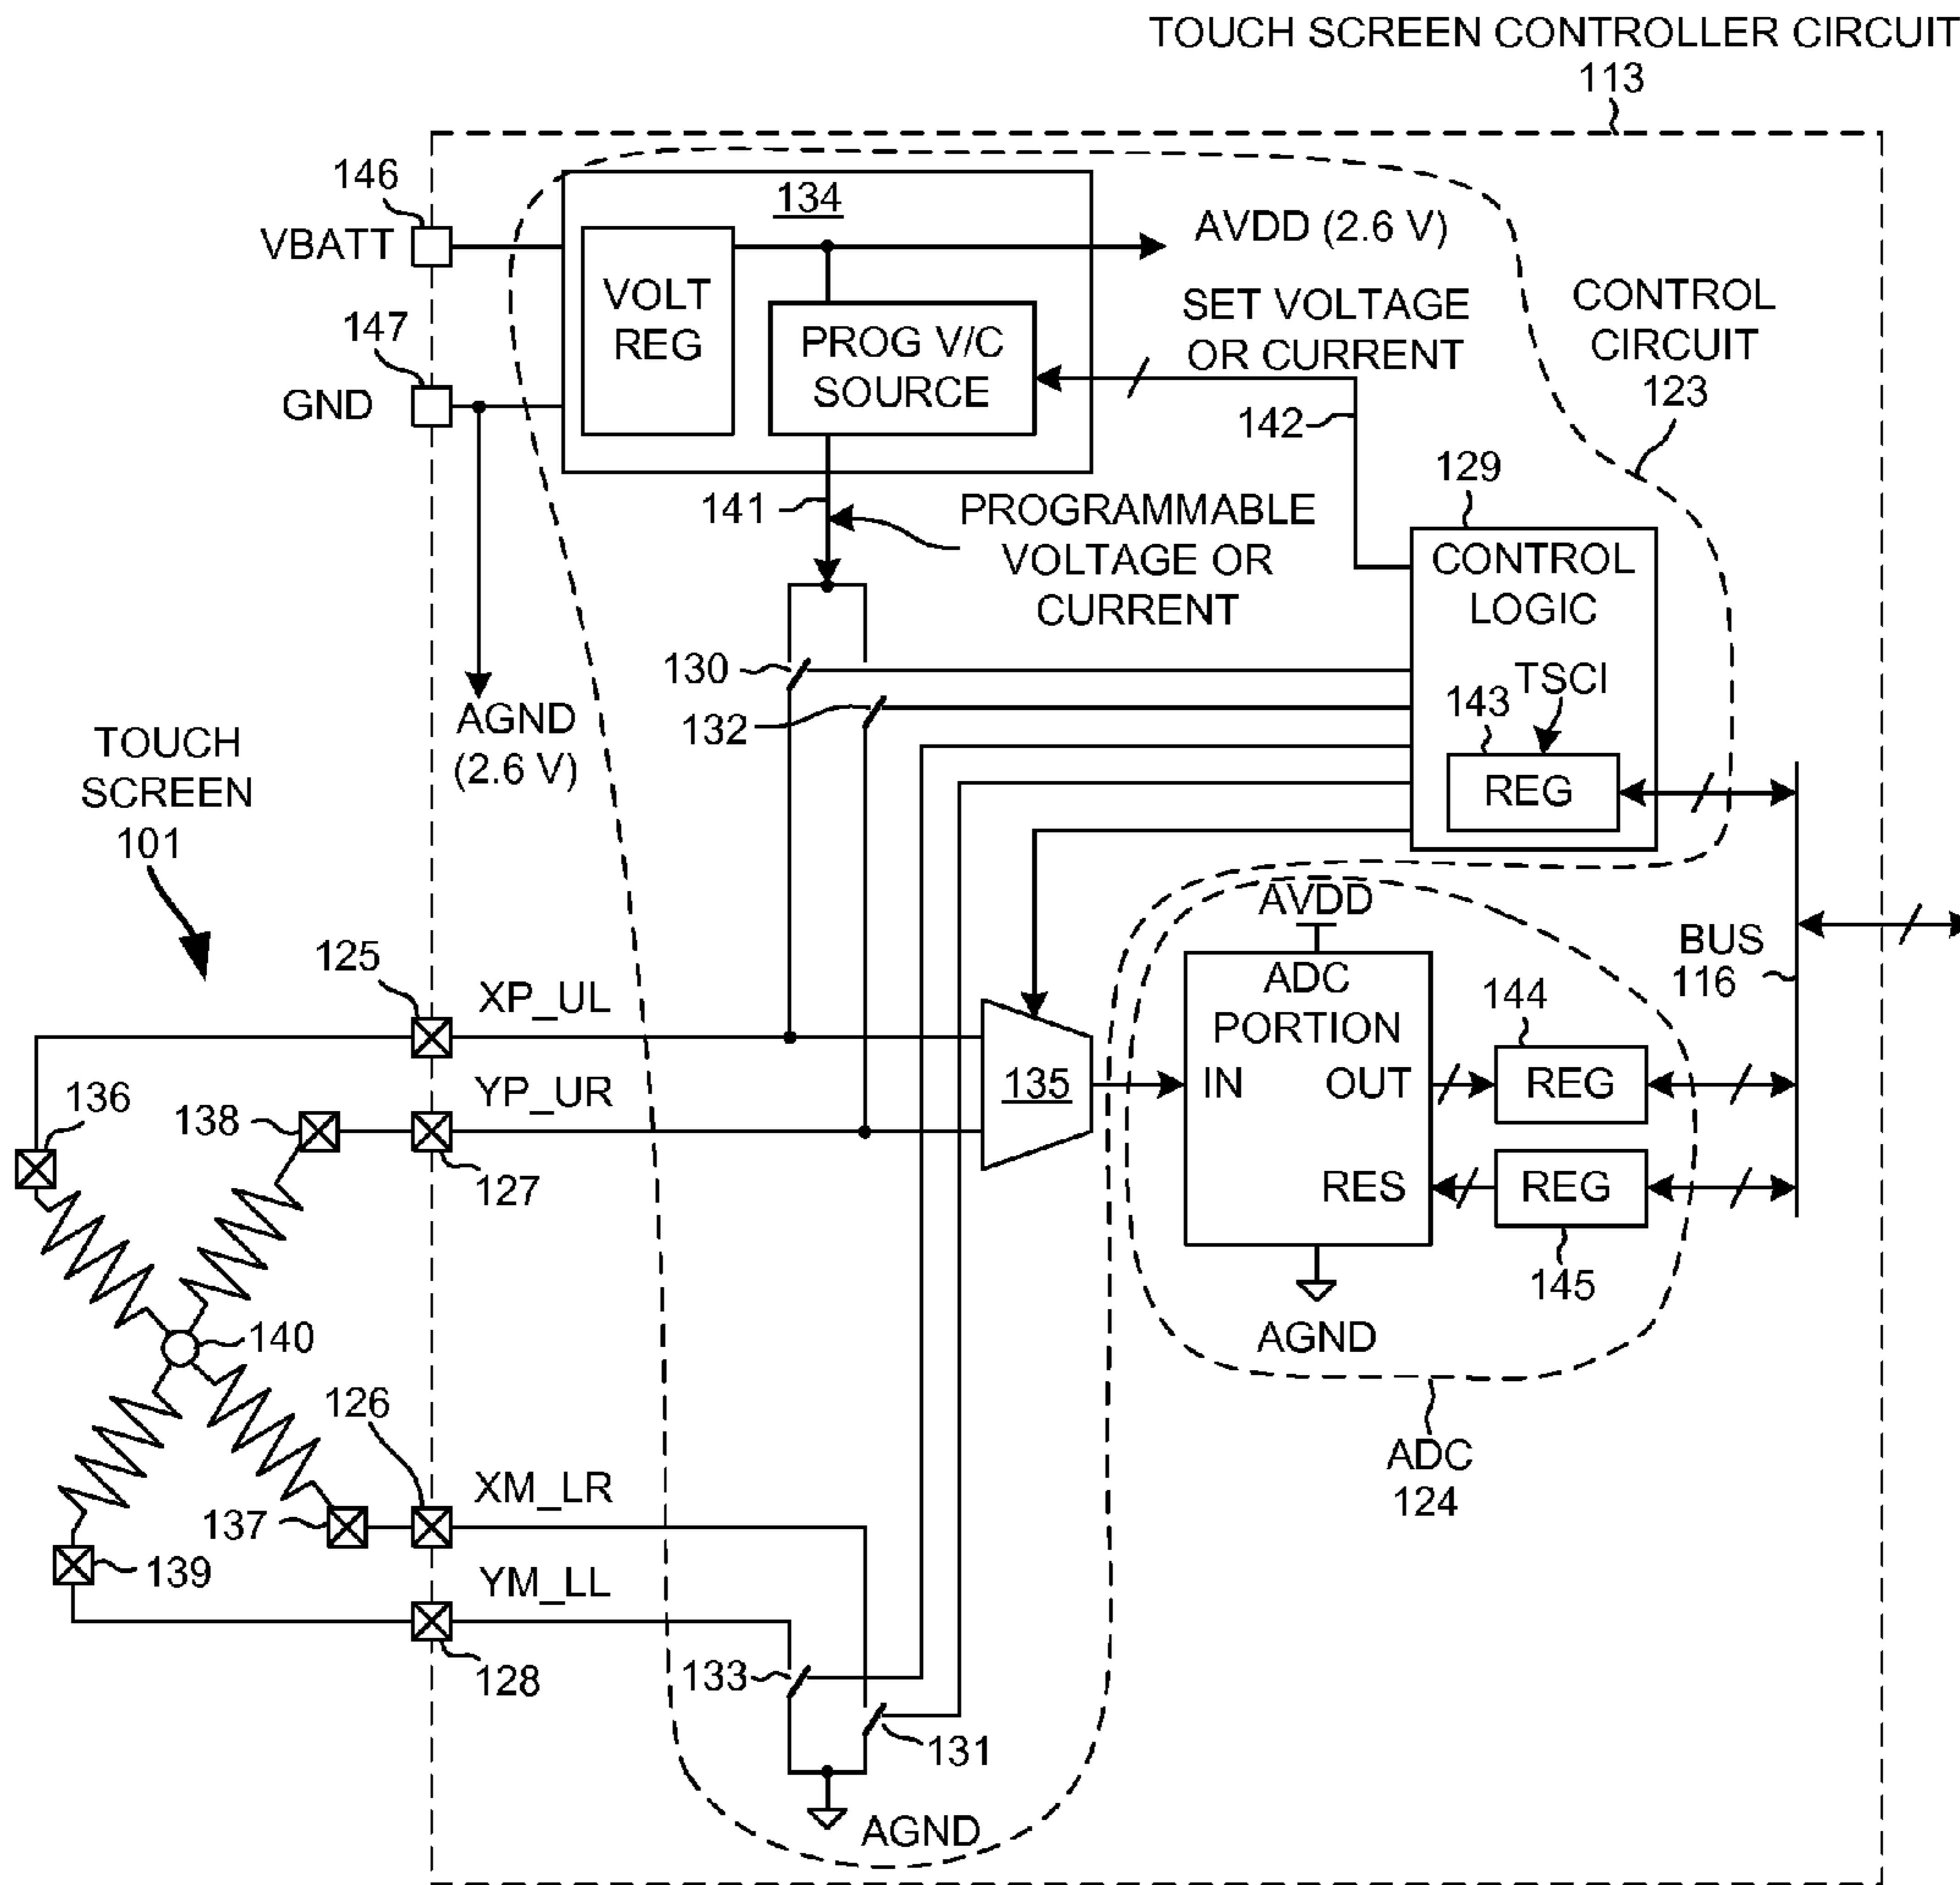 TOUCH SCREEN CONTROLLER CIRCUIT
113
146
134
VBATT
AVDD (2.6 V)
VOLT
REG
SET VOLTAGE
OR CURRENT
CONTROL
CIRCUIT
123
147
PROG V/C
SOURCE
GND
142
129
141
PROGRAMMABLE
VOLTAGE OR
CURRENT
CONTROL
LOGIC
130
TSCI
143
132
AGND
(2.6 V)
REG
TOUCH
SCREEN
101
AVDD
BUS
116
125
XP_UL
ADC
PORTION
144
136
138
YP_UR
135
IN
OUT
REG
127
RES
REG
145
140
AGND
126
XM_LR
ADC
124
137
139
YM_LL
128
133
131
AGND